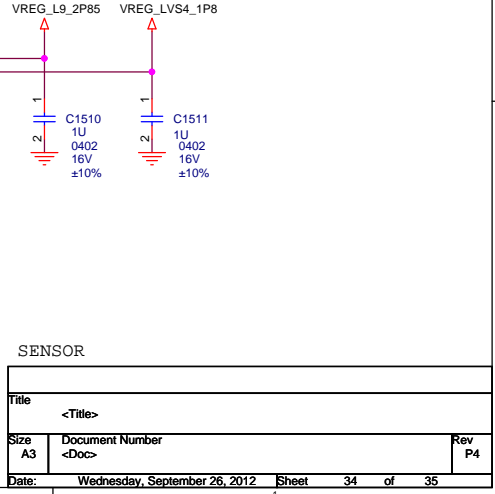 VREG_L9_2P85 VREG_LVS4_1P8
1 1
C1510 C1511
1U 1U
2 0402 2 0402
16V 16V
±10% ±10%
SENSOR
Title
<Title>
Size Document Number Rev
A3 <Doc> P4
Date: Wednesday, September 26, 2012 Sheet 34 of 35